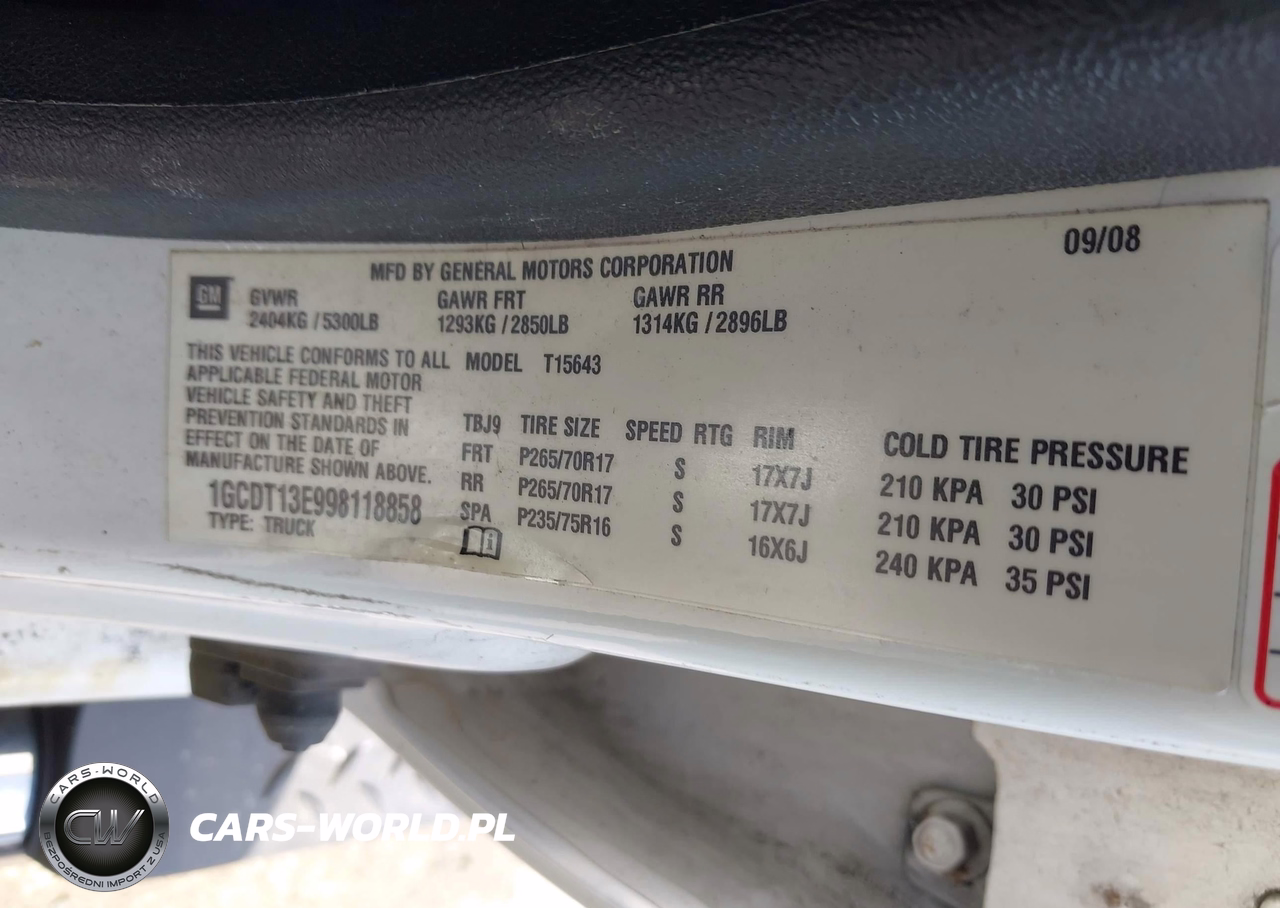 09/08
MFD BY GENERAL MOTORS CORPORATION
GM
GVWR GAWR FRT GAWR RR
2404KG / 5300LB 1293KG / 2850LB 1314KG / 2896LB
THIS VEHICLE CONFORMS TO ALL
APPLICABLE FEDERAL MOTOR
VEHICLE SAFETY AND THEFT
PREVENTION STANDARDS IN
EFFECT ON THE DATE OF
MANUFACTURE SHOWN ABOVE.
1GCDT13E998118858
TYPE: TRUCK
MODEL T15643
TBJ9 TIRE SIZE SPEED RTG RIM COLD TIRE PRESSURE
FRT P265/70R17 S 17X7J 210 KPA 30 PSI
RR P265/70R17 S 17X7J 210 KPA 30 PSI
SPA P235/75R16 S 16X6J 240 KPA 35 PSI
CARS-WORLD
CW
BEZPOŚREDNI IMPORT Z USA
CARS-WORLD.PL